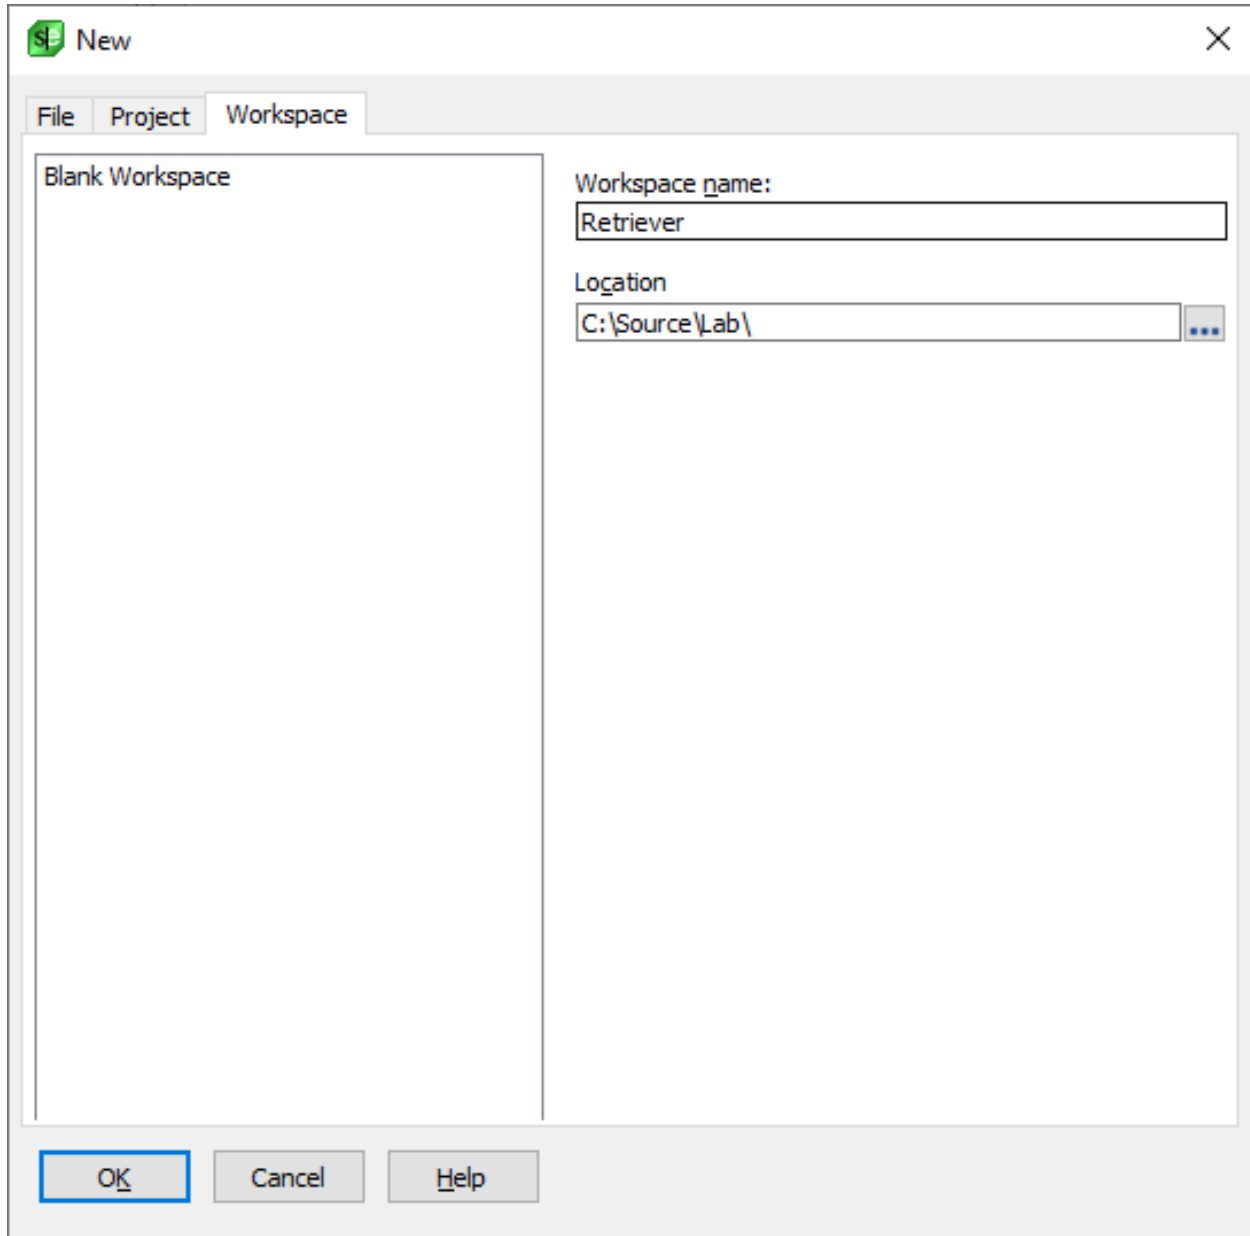 New
File Project Workspace
Blank Workspace
Workspace name:
Retriever
Location
C:\Source\Lab\
...
OK Cancel Help